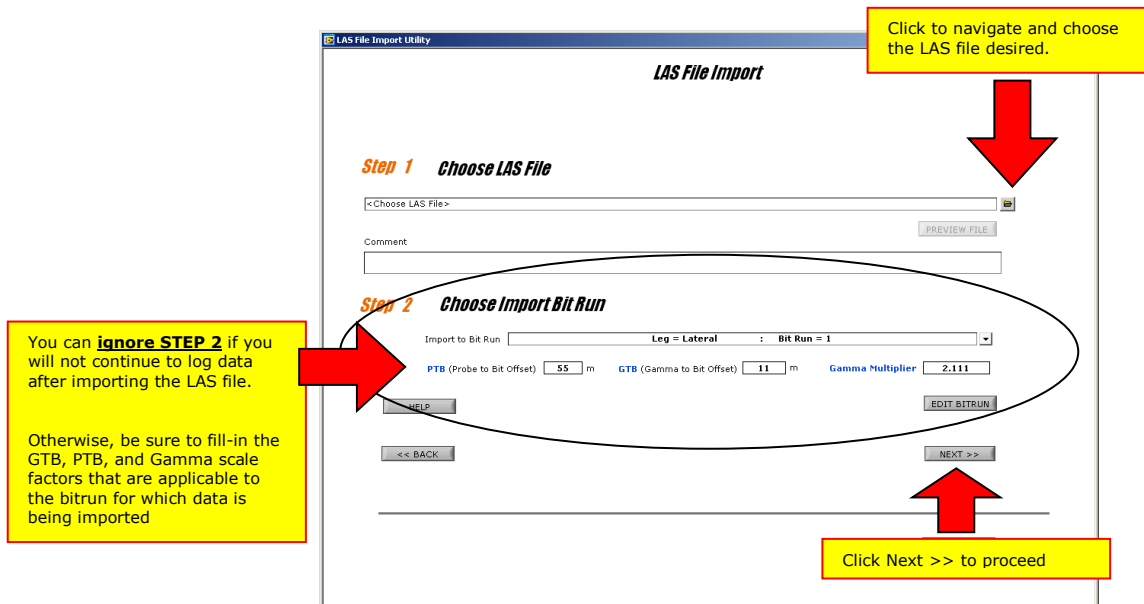 Click to navigate and choose
the LAS file desired.
LAS File Import Utility
LAS File Import
Step 1 Choose LAS File
<Choose LAS File>
PREVIEW FILE
Comment
Step 2 Choose Import Bit Run
You can ignore STEP 2 if you
will not continue to log data
after importing the LAS file.
Otherwise, be sure to fill-in the
GTB, PTB, and Gamma scale
factors that are applicable to
the bitrun for which data is
being imported
Import to Bit Run Leg = Lateral : Bit Run = 1
PTB (Probe to Bit Offset) 55 m GTB (Gamma to Bit Offset) 11 m Gamma Multiplier 2.111
HELP EDIT BITRUN
<< BACK NEXT >>
Click Next >> to proceed